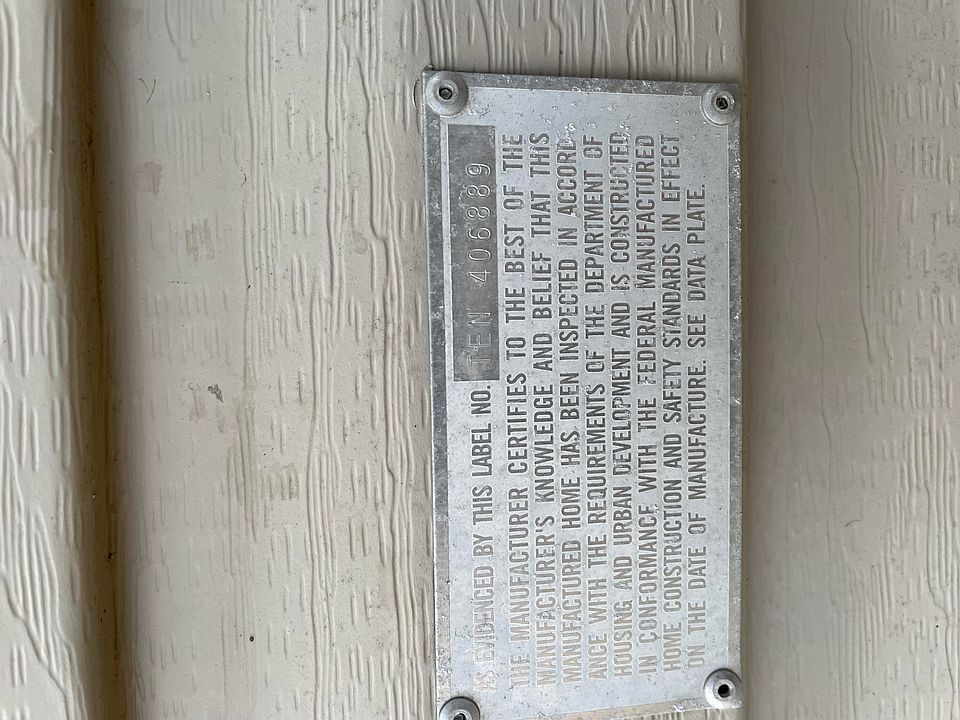 AS EVIDENCED BY THIS LABEL NO. TEN 406889
THE MANUFACTURER CERTIFIES TO THE BEST OF THE
MANUFACTURER'S KNOWLEDGE AND BELIEF THAT THIS
MANUFACTURED HOME HAS BEEN INSPECTED IN ACCORD-
ANCE WITH THE REQUIREMENTS OF THE DEPARTMENT OF
HOUSING AND URBAN DEVELOPMENT AND IS CONSTRUCTED
IN CONFORMANCE WITH THE FEDERAL MANUFACTURED
HOME CONSTRUCTION AND SAFETY STANDARDS IN EFFECT
ON THE DATE OF MANUFACTURE. SEE DATA PLATE.